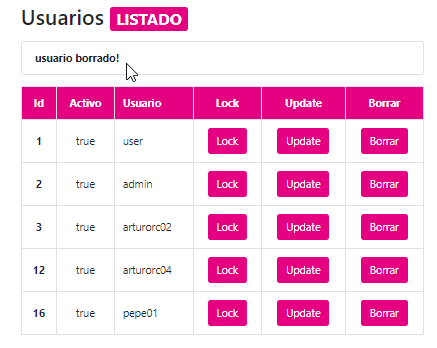 Usuarios LISTADO
usuario borrado!
Id Activo Usuario Lock Update Borrar
1 true user Lock Update Borrar
2 true admin Lock Update Borrar
3 true arturorc02 Lock Update Borrar
12 true arturorc04 Lock Update Borrar
16 true pepe01 Lock Update Borrar